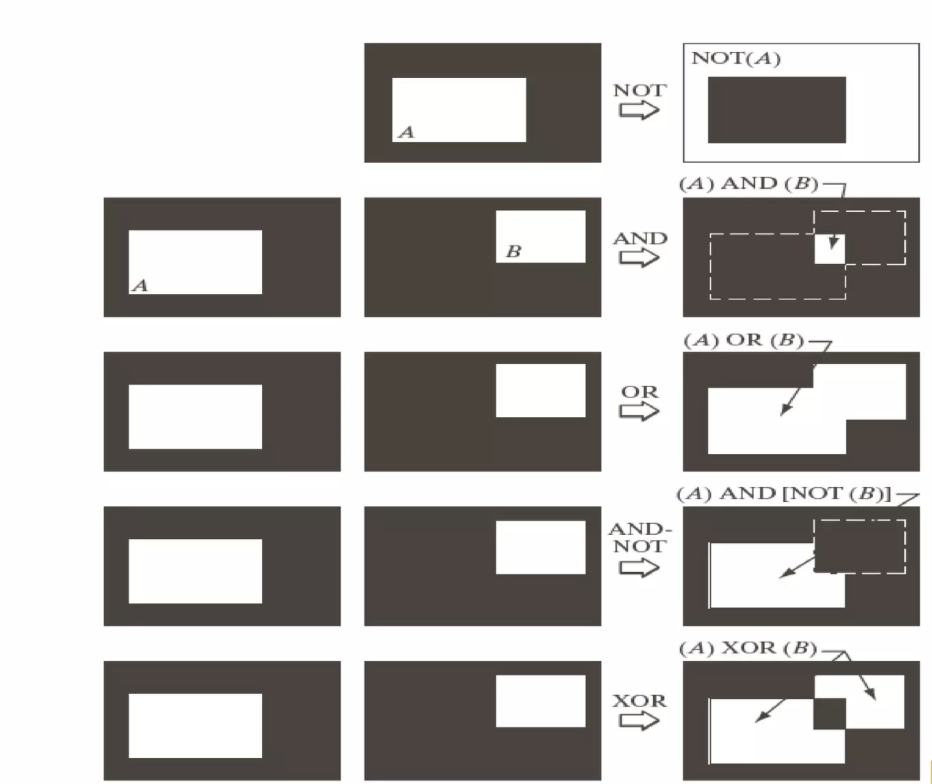 NOT(A)
NOT
A
(A) AND (B)
AND
B
A
(A) OR (B)
OR
(A) AND [NOT (B)]
AND-
NOT
(A) XOR (B)
XOR